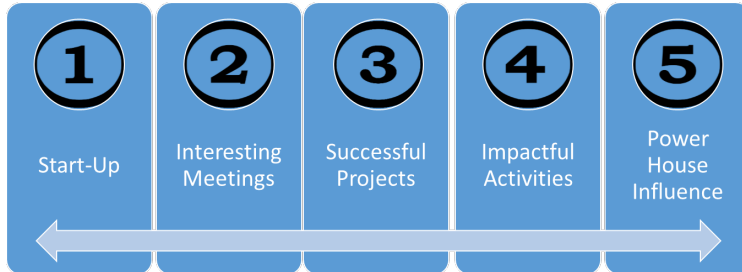 1
Start-Up
2
Interesting
Meetings
3
Successful
Projects
4
Impactful
Activities
5
Power
House
Influence